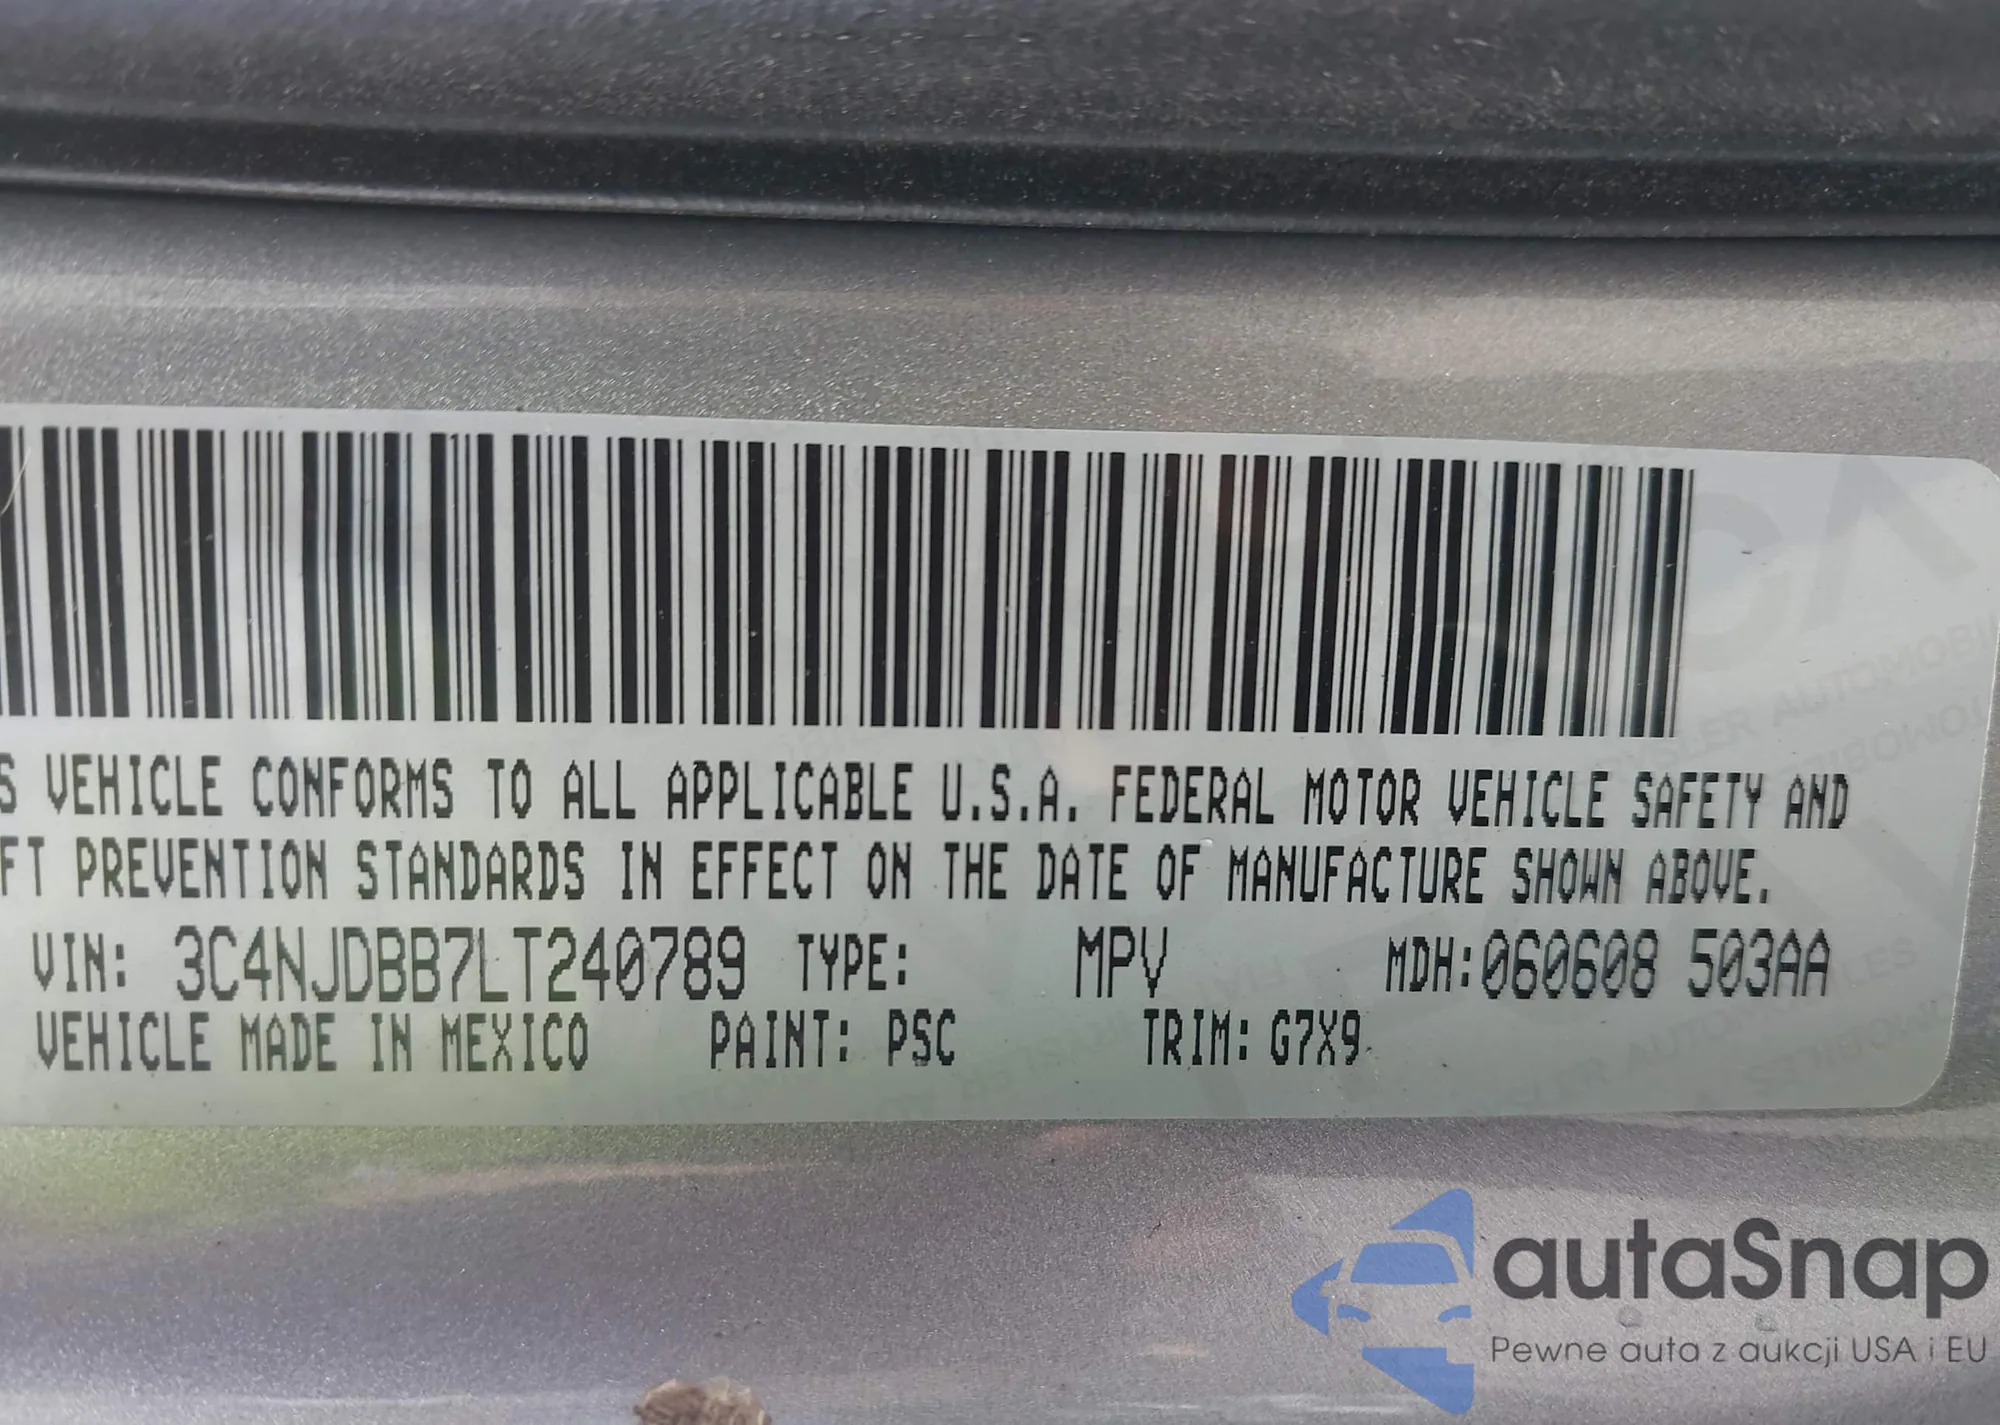 S VEHICLE CONFORMS TO ALL APPLICABLE U.S.A. FEDERAL MOTOR VEHICLE SAFETY AND
FT PREVENTION STANDARDS IN EFFECT ON THE DATE OF MANUFACTURE SHOWN ABOVE.
VIN: 3C4NJDBB7LT240789 TYPE: MPV MDH:060608 503AA
VEHICLE MADE IN MEXICO PAINT: PSC TRIM: G7X9
autaSnap
Pewne auta z aukcji USA i EU